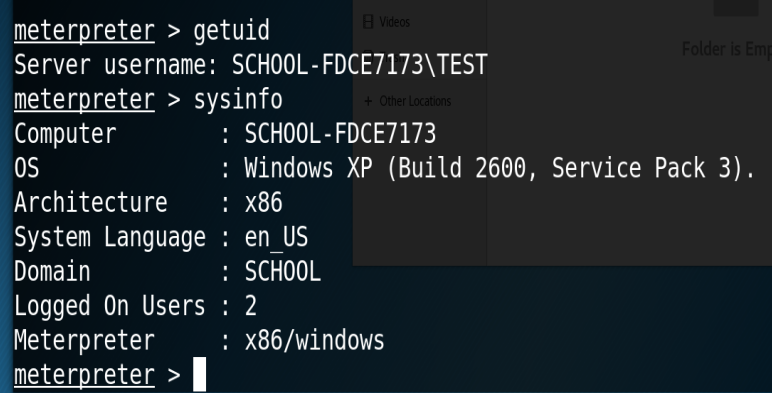 meterpreter > getuid
Server username: SCHOOL-FDCE7173\TEST
meterpreter > sysinfo
Computer        : SCHOOL-FDCE7173
OS              : Windows XP (Build 2600, Service Pack 3).
Architecture    : x86
System Language : en_US
Domain          : SCHOOL
Logged On Users : 2
Meterpreter     : x86/windows
meterpreter >
Videos
+ Other Locations
Folder is Emp